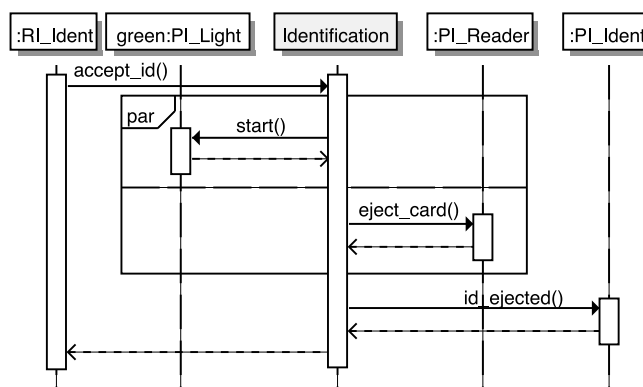 :RI_Ident
green:PI_Light
Identification
:PI_Reader
:PI_Ident
accept_id()
par
start()
eject_card()
id_ejected()